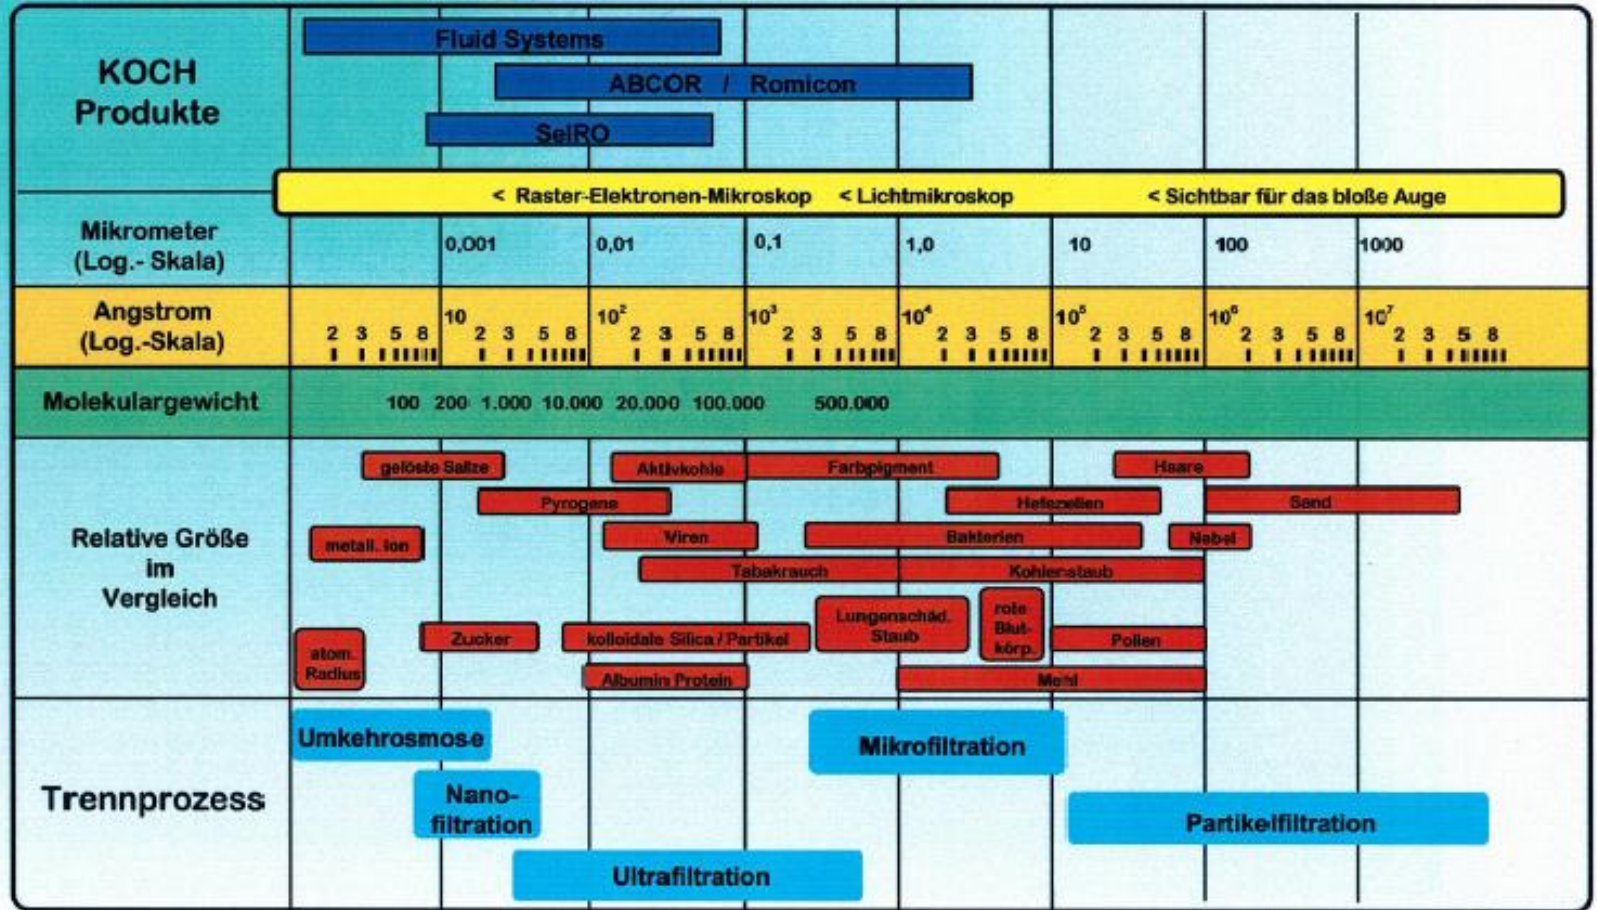 KOCH
Produkte
Fluid Systems
ABCOR / Romicon
SelRO
< Raster-Elektronen-Mikroskop < Lichtmikroskop < Sichtbar für das bloße Auge
Mikrometer
(Log.- Skala)
0,001 0,01 0,1 1,0 10 100 1000
Angstrom
(Log.-Skala)
10 10² 10³ 10⁴ 10⁵ 10⁶ 10⁷
2 3 5 8 2 3 5 8 2 3 5 8 2 3 5 8 2 3 5 8 2 3 5 8 2 3 5 8 2 3 5 8
Molekulargewicht 100 200 1.000 10.000 20.000 100.000 500.000
Relative Größe
im
Vergleich
gelöste Salze Aktivkohle Farbpigment Haare
Pyrogene Hefezellen Sand
metall. Ion Viren Bakterien Nebel
Tabakrauch Kohlenstaub
atom.
Radius
Zucker kolloidale Silica / Partikel
Lungenschäd.
Staub
rote
Blut-
körp.
Pollen
Albumin Protein Mehl
Trennprozess
Umkehrosmose Mikrofiltration
Nano-
filtration
Partikelfiltration
Ultrafiltration